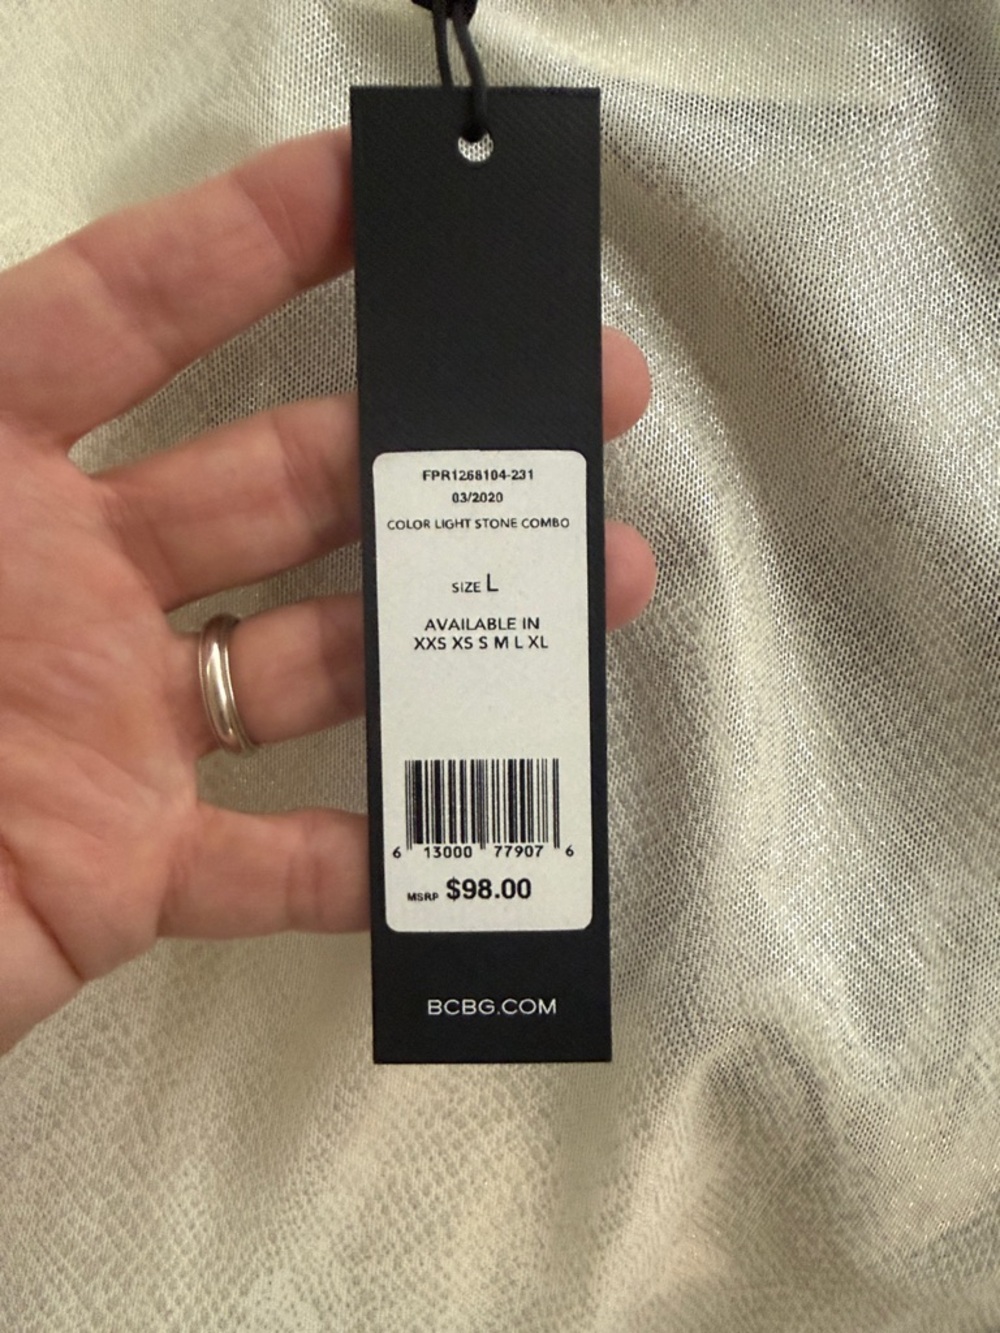 FPR1268104-231
03/2020
COLOR LIGHT STONE COMBO
SIZE L
AVAILABLE IN
XXS XS S M L XL
6 13000 77907 6
MSRP $98.00
BCBG.COM